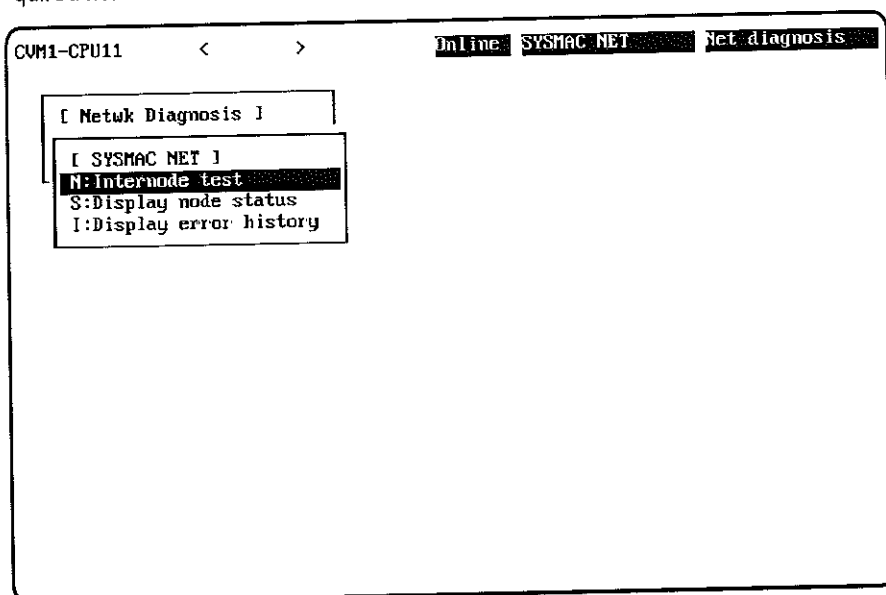 CVM1-CPU11 < > Online SYSMAC NET Net diagnosis
[ Netwk Diagnosis ]
[ SYSMAC NET ]
N:Internode test
S:Display node status
I:Display error history